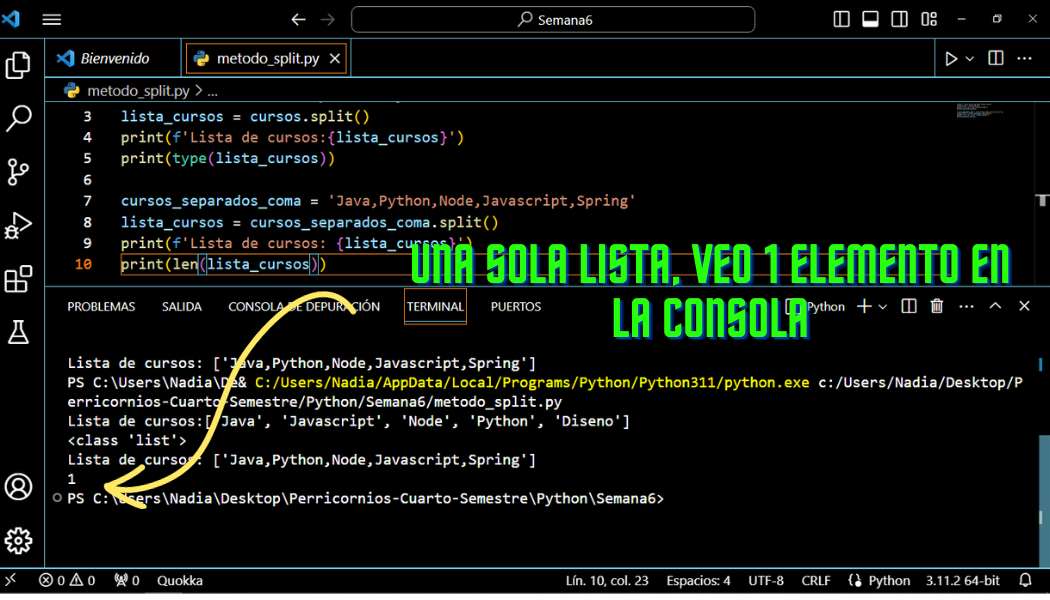 Semana6
Bienvenido
metodo_split.py
metodo_split.py > ...
3 lista_cursos = cursos.split()
4 print(f'Lista de cursos:{lista_cursos}')
5 print(type(lista_cursos))
6
7 cursos_separados_coma = 'Java,Python,Node,Javascript,Spring'
8 lista_cursos = cursos_separados_coma.split()
9 print(f'Lista de cursos: {lista_cursos}')
10 print(len(lista_cursos))
UNA SOLA LISTA, VEO 1 ELEMENTO EN
LA CONSOLA
PROBLEMAS SALIDA CONSOLA DE DEPURACIÓN TERMINAL PUERTOS Python
Lista de cursos: ['Java,Python,Node,Javascript,Spring']
PS C:\Users\Nadia\De& C:/Users/Nadia/AppData/Local/Programs/Python/Python311/python.exe c:/Users/Nadia/Desktop/P
erricornios-Cuarto-Semestre/Python/Semana6/metodo_split.py
Lista de cursos:['Java', 'Javascript', 'Node', 'Python', 'Diseno']
<class 'list'>
Lista de cursos: ['Java,Python,Node,Javascript,Spring']
1
PS C:\Users\Nadia\Desktop\Perricornios-Cuarto-Semestre\Python\Semana6>
0 0 0 Quokka Lín. 10, col. 23 Espacios: 4 UTF-8 CRLF Python 3.11.2 64-bit